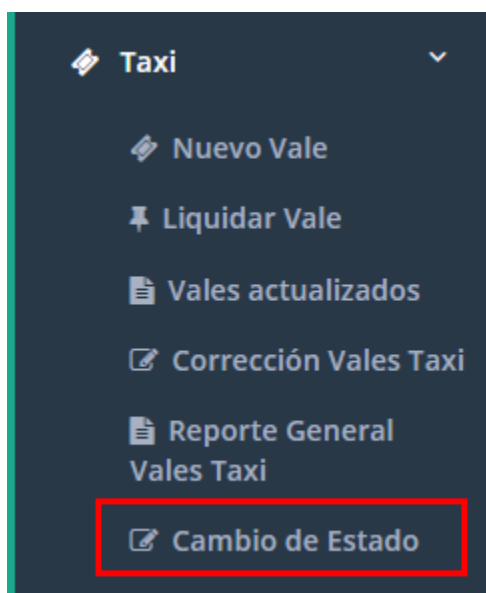 Taxi
Nuevo Vale
Liquidar Vale
Vales actualizados
Corrección Vales Taxi
Reporte General
Vales Taxi
Cambio de Estado